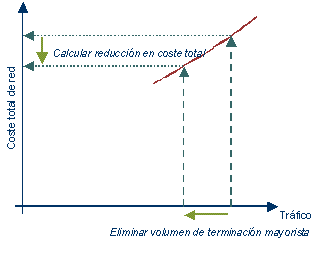 Calcular reducción en coste total
Coste total de red
Tráfico
Eliminar volumen de terminación mayorista